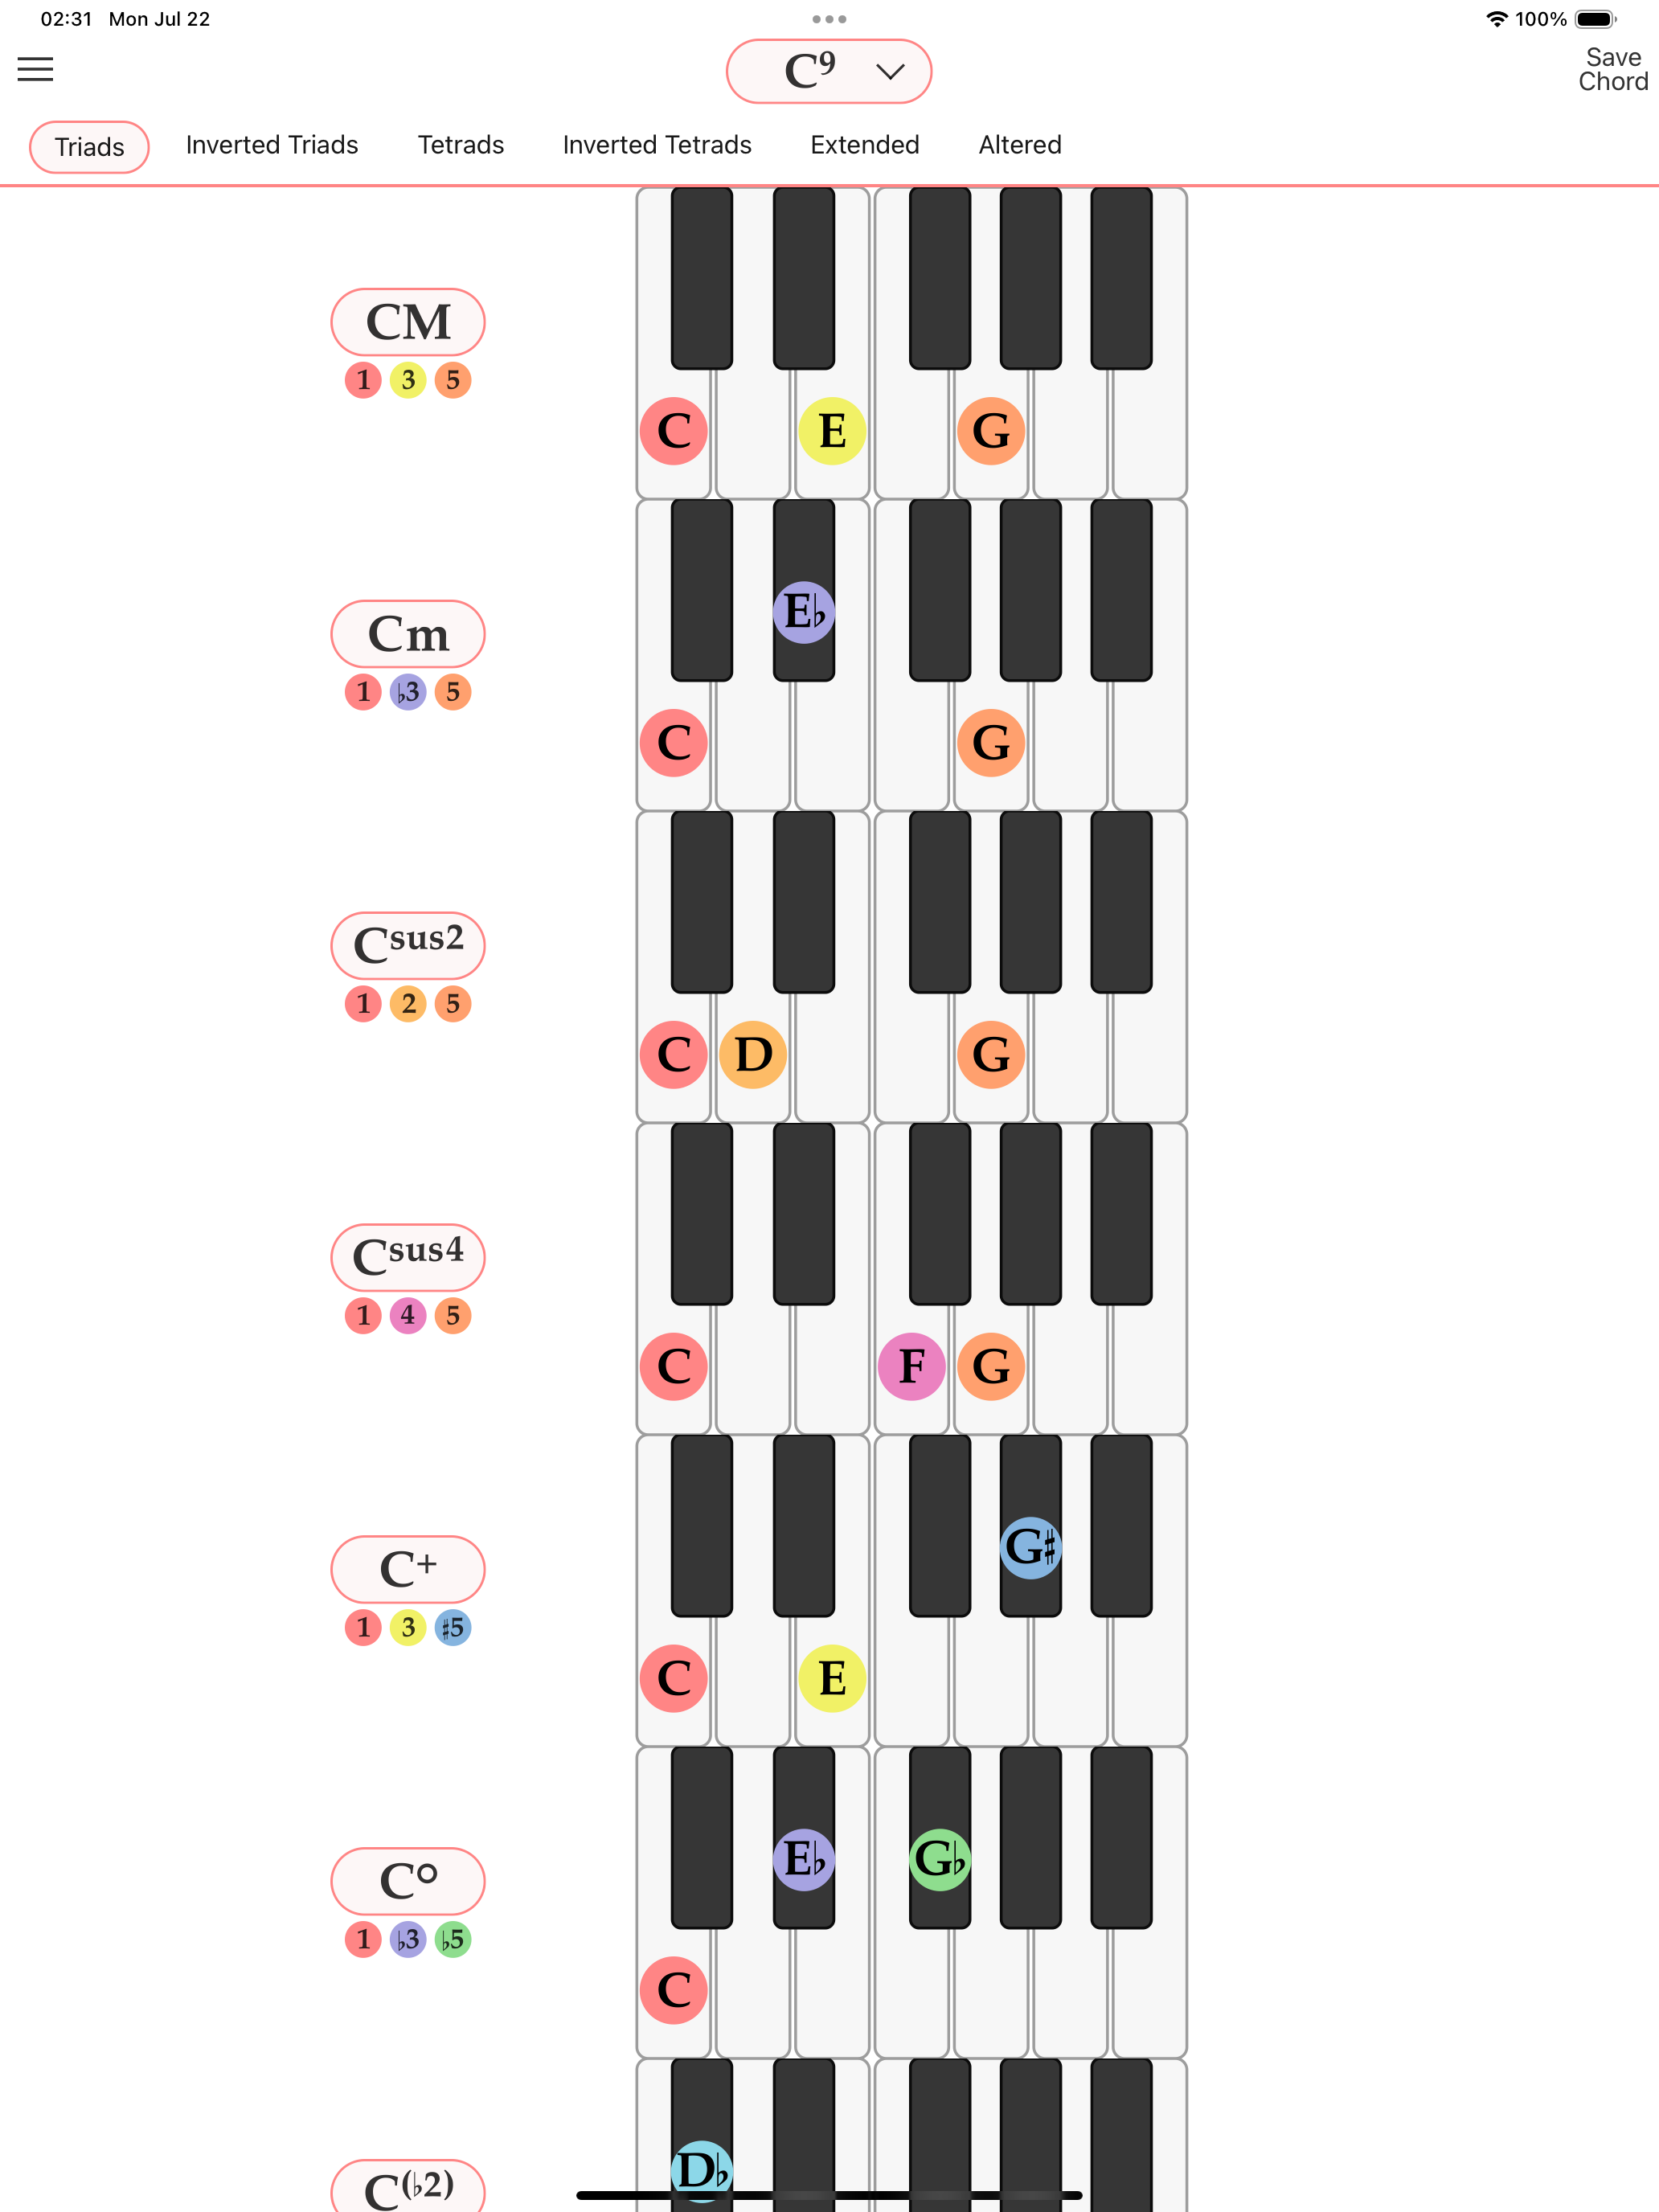 02:31 Mon Jul 22
100%
C⁹
Save
Chord
Triads Inverted Triads Tetrads Inverted Tetrads Extended Altered
CM
1 3 5
C E G
Cm
1 ♭3 5
E♭
C G
Csus2
1 2 5
C D G
Csus4
1 4 5
C F G
C+
1 3 ♯5
G♯
C E
C°
1 ♭3 ♭5
E♭ G♭
C
C(♭2)
D♭